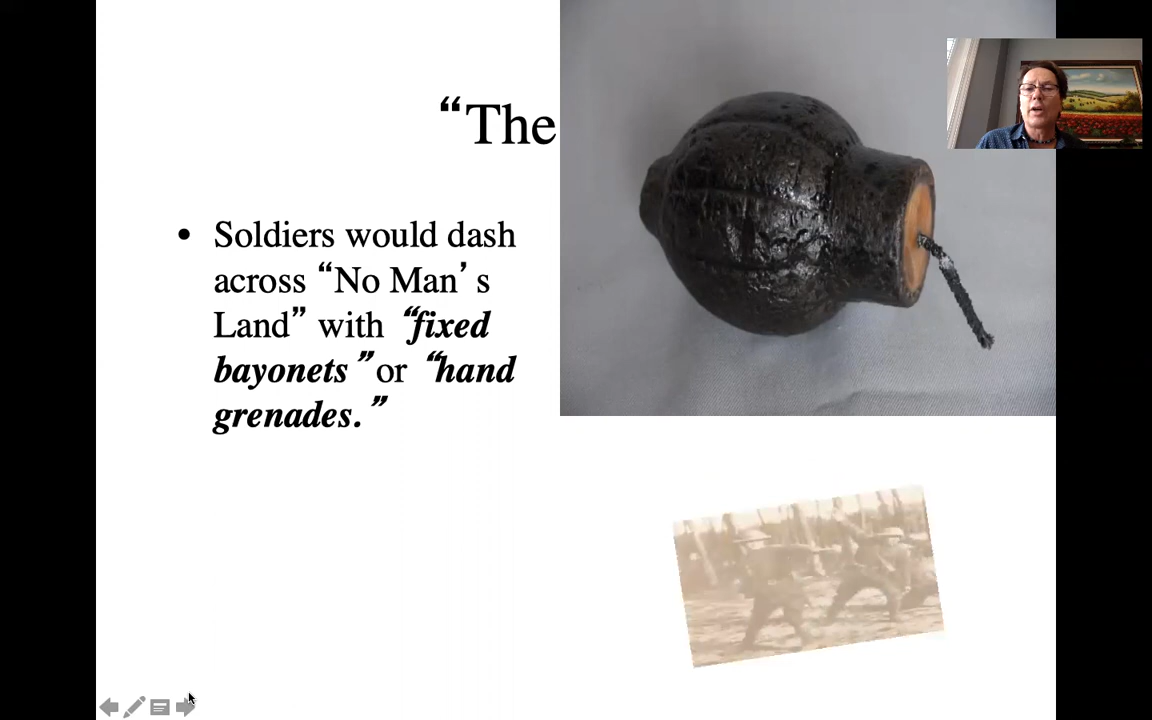 “The
• Soldiers would dash
across “No Man’s
Land” with “fixed
bayonets” or “hand
grenades.”